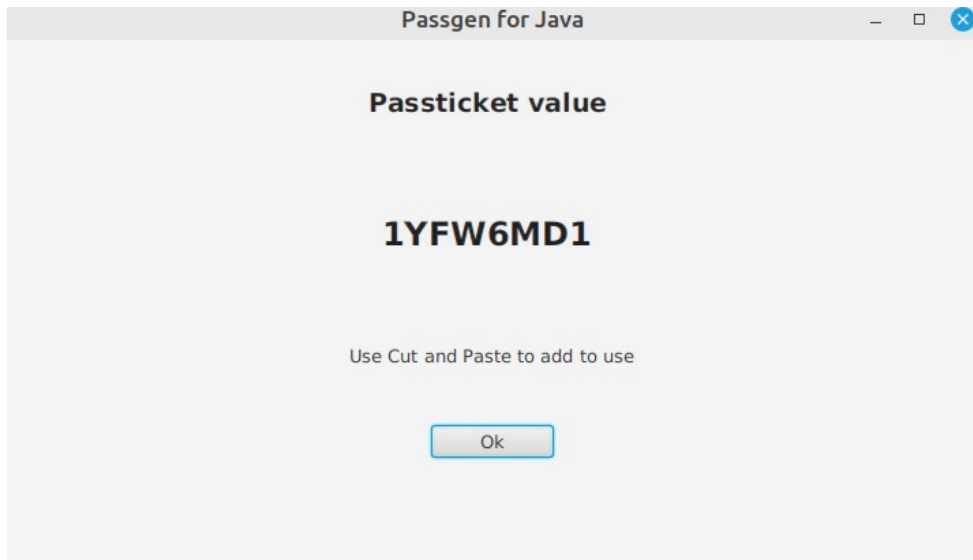 Passgen for Java
Passticket value
1YFW6MD1
Use Cut and Paste to add to use
Ok